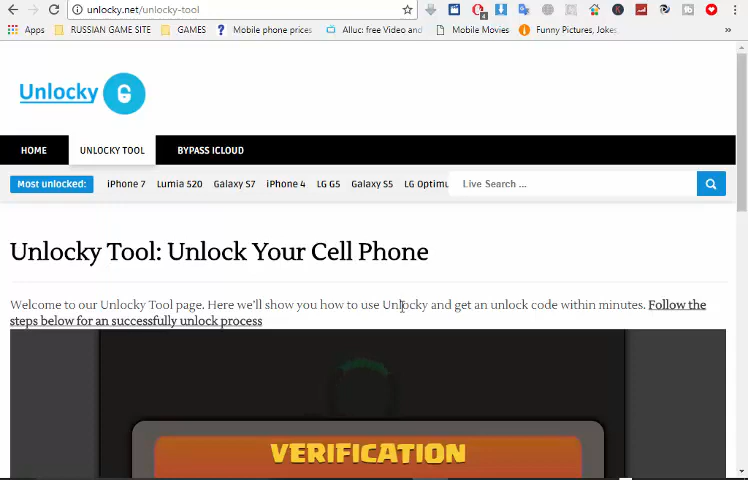 unlocky.net/unlocky-tool
Apps RUSSIAN GAME SITE GAMES Mobile phone prices Alluc: free Video and Mobile Movies Funny Pictures, Jokes, »
Unlocky
HOME UNLOCKY TOOL BYPASS ICLOUD
Most unlocked: iPhone 7 Lumia 520 Galaxy S7 iPhone 4 LG G5 Galaxy S5 LG Optimu Live Search ...
Unlocky Tool: Unlock Your Cell Phone
Welcome to our Unlocky Tool page. Here we'll show you how to use Unlocky and get an unlock code within minutes. Follow the
steps below for an successfully unlock process
VERIFICATION